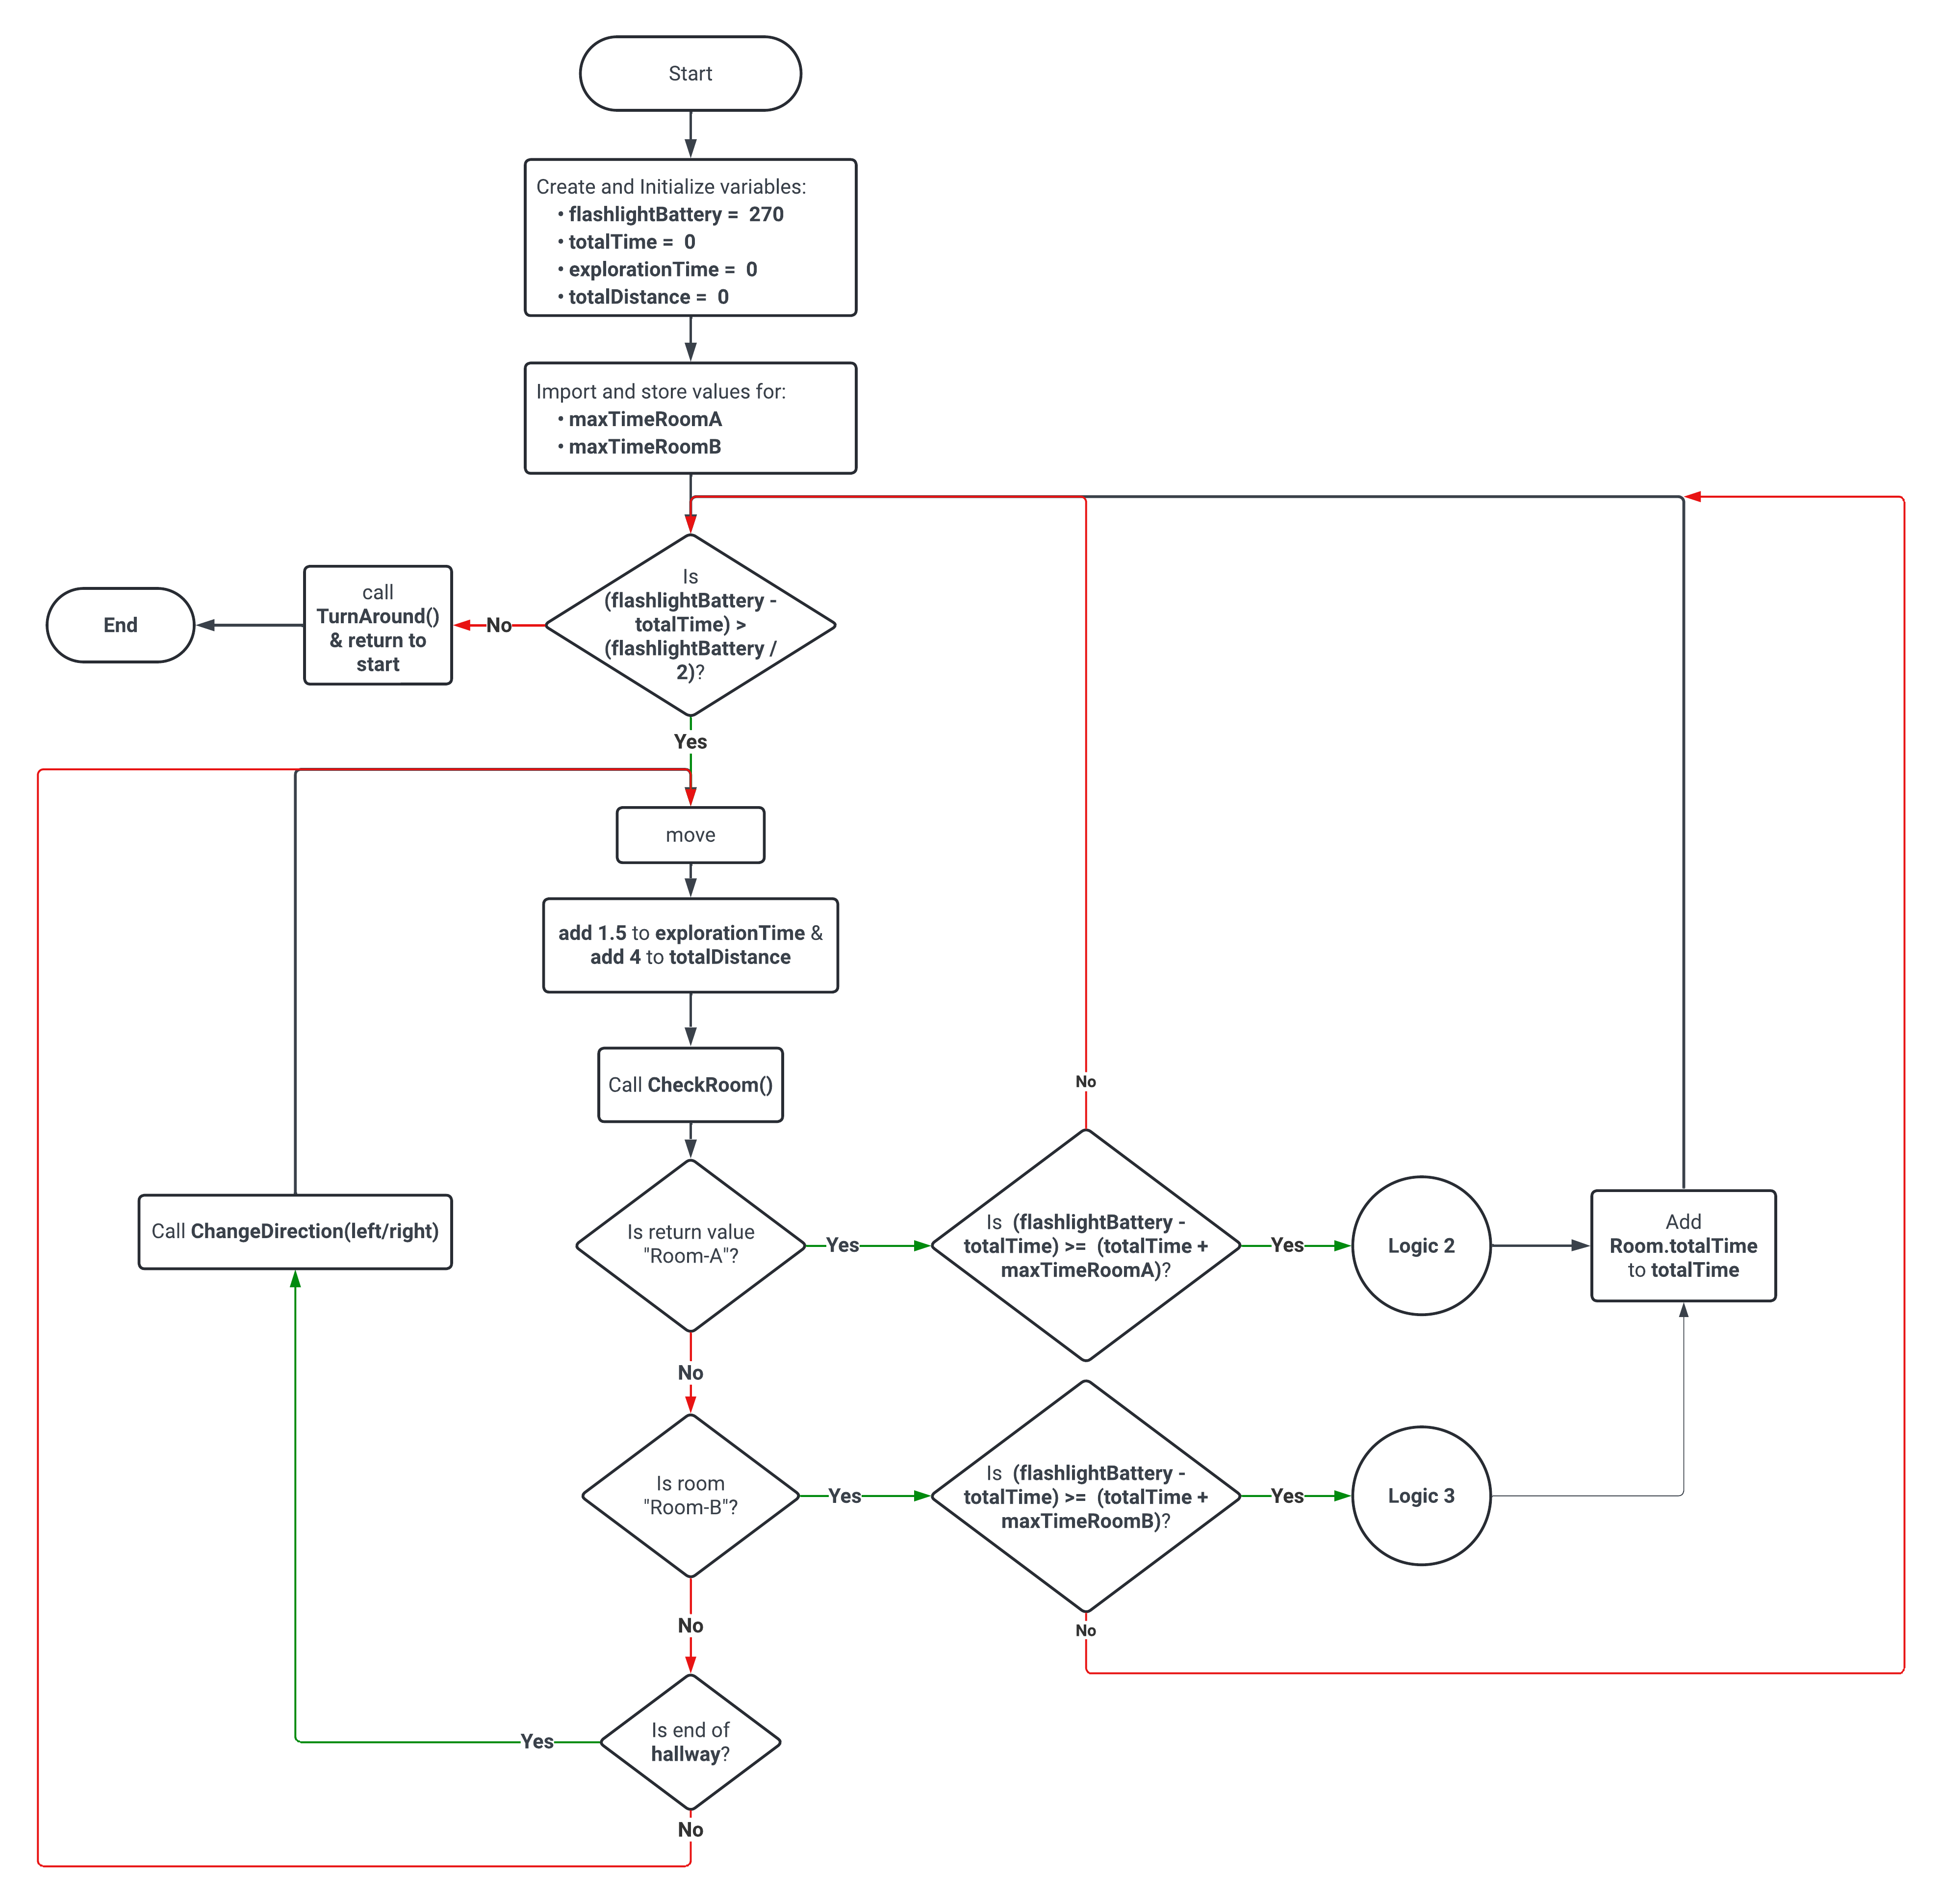 Start
Create and Initialize variables:
• flashlightBattery = 270
• totalTime = 0
• explorationTime = 0
• totalDistance = 0
Import and store values for:
• maxTimeRoomA
• maxTimeRoomB
Is
(flashlightBattery -
totalTime) >
(flashlightBattery /
2)?
No
call
TurnAround()
& return to
start
End
Yes
move
add 1.5 to explorationTime &
add 4 to totalDistance
Call CheckRoom()
Is return value
"Room-A"?
Yes
Is (flashlightBattery -
totalTime) >= (totalTime +
maxTimeRoomA)?
No
Yes
Logic 2
Add
Room.totalTime
to totalTime
Call ChangeDirection(left/right)
No
Is room
"Room-B"?
Yes
Is (flashlightBattery -
totalTime) >= (totalTime +
maxTimeRoomB)?
Yes
Logic 3
No
No
Is end of
hallway?
Yes
No